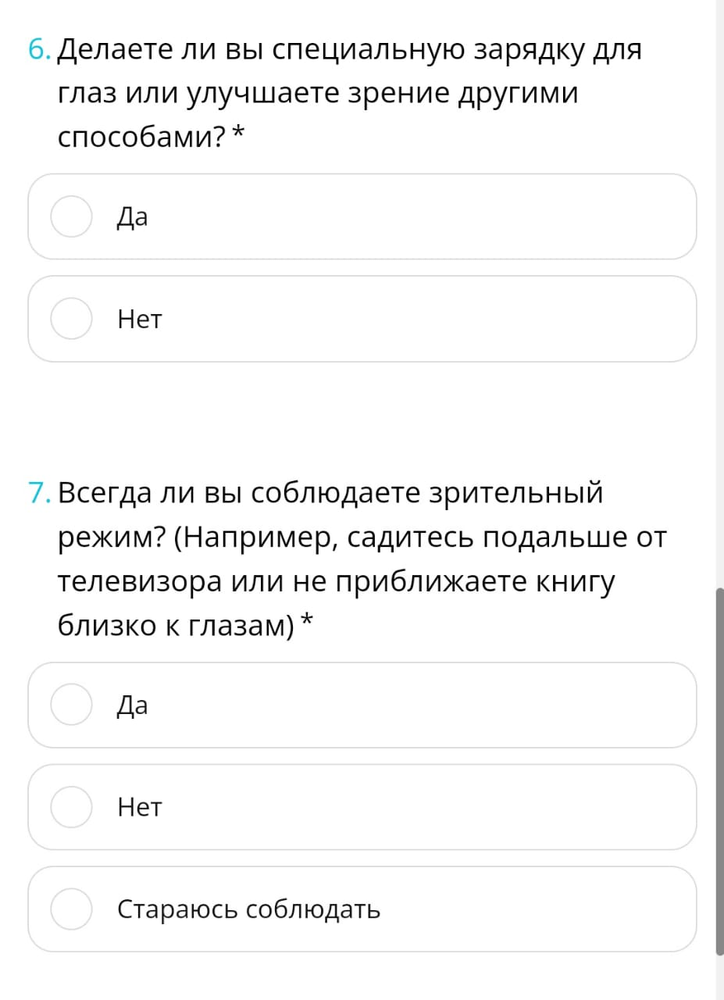 6. Делаете ли вы специальную зарядку для
глаз или улучшаете зрение другими
способами? *
Да
Нет
7. Всегда ли вы соблюдаете зрительный
режим? (Например, садитесь подальше от
телевизора или не приближаете книгу
близко к глазам) *
Да
Нет
Стараюсь соблюдать